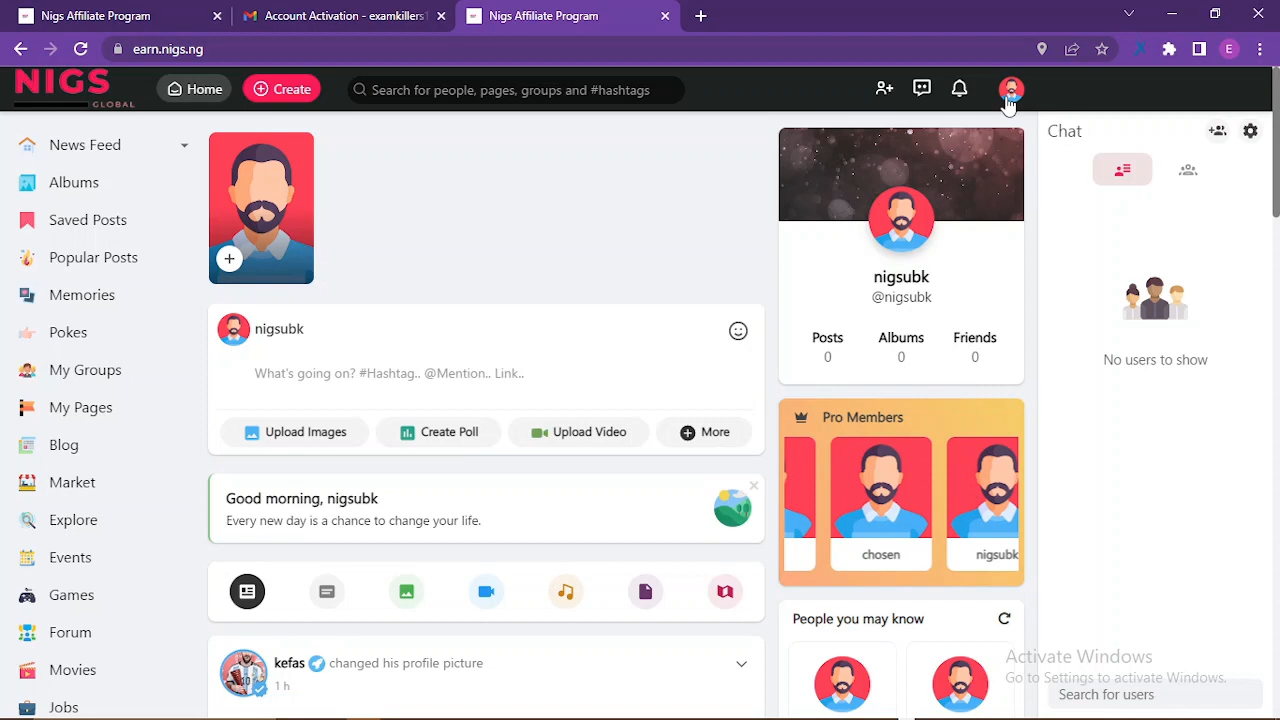 Nigs Affiliate Program
Account Activation - examkillers1
Nigs Affiliate Program
earn.nigs.ng
E
NIGS
GLOBAL
Home
Create
Search for people, pages, groups and #hashtags
News Feed
Albums
Saved Posts
Popular Posts
Memories
Pokes
My Groups
My Pages
Blog
Market
Explore
Events
Games
Forum
Movies
Jobs
nigsubk
What's going on? #Hashtag.. @Mention.. Link..
Upload Images
Create Poll
Upload Video
More
Good morning, nigsubk
Every new day is a chance to change your life.
kefas changed his profile picture
1 h
nigsubk
@nigsubk
Posts Albums Friends
0 0 0
Pro Members
chosen
nigsubk
People you may know
Chat
No users to show
Activate Windows
Go to Settings to activate Windows.
Search for users